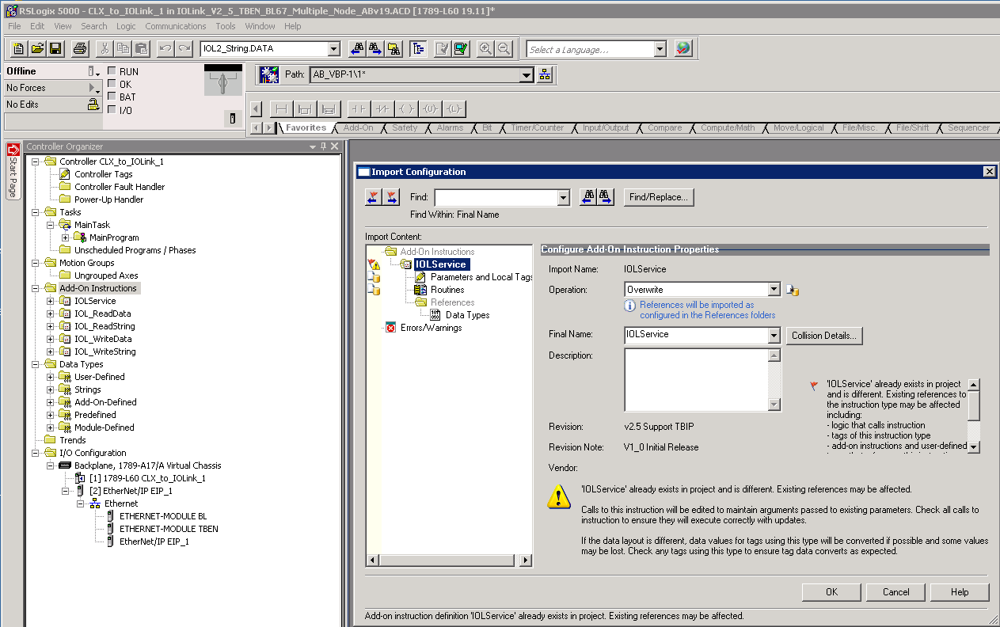 RSLogix 5000 - CLX_to_IOLink_1 in IOLink_V2_5_TBEN_BL67_Multiple_Node_ABv19.ACD [1789-L60 19.11]*
File Edit View Search Logic Communications Tools Window Help
IOL2_String.DATA
Select a Language...
Offline
RUN
No Forces
OK
No Edits
BAT
I/O
Path: AB_VBP-1\1*
Favorites Add-On Safety Alarms Bit Timer/Counter Input/Output Compare Compute/Math Move/Logical File/Misc. File/Shift Sequencer
Start Page
Controller Organizer
Controller CLX_to_IOLink_1
Controller Tags
Controller Fault Handler
Power-Up Handler
Tasks
MainTask
MainProgram
Unscheduled Programs / Phases
Motion Groups
Ungrouped Axes
Add-On Instructions
IOLService
IOL_ReadData
IOL_ReadString
IOL_WriteData
IOL_WriteString
Data Types
User-Defined
Strings
Add-On-Defined
Predefined
Module-Defined
Trends
I/O Configuration
Backplane, 1789-A17/A Virtual Chassis
[1] 1789-L60 CLX_to_IOLink_1
[2] EtherNet/IP EIP_1
Ethernet
ETHERNET-MODULE BL
ETHERNET-MODULE TBEN
EtherNet/IP EIP_1
Import Configuration
Find:
Find/Replace...
Find Within: Final Name
Import Content:
Add-On Instructions
IOLService
Parameters and Local Tags
Routines
References
Data Types
Errors/Warnings
Configure Add-On Instruction Properties
Import Name: IOLService
Operation: Overwrite
References will be imported as
configured in the References folders
Final Name: IOLService
Collision Details...
Description:
'IOLService' already exists in project
and is different. Existing references to
the instruction type may be affected
including:
- logic that calls instruction
- tags of this instruction type
- add-on instructions and user-defined
Revision: v2.5 Support TBIP
Revision Note: V1_0 Initial Release
Vendor:
'IOLService' already exists in project and is different. Existing references may be affected.
Calls to this instruction will be edited to maintain arguments passed to existing parameters. Check all calls to
instruction to ensure they will execute correctly with updates.
If the data layout is different, data values for tags using this type will be converted if possible and some values
may be lost. Check any tags using this type to ensure tag data converts as expected.
OK Cancel Help
Add-on instruction definition 'IOLService' already exists in project. Existing references may be affected.